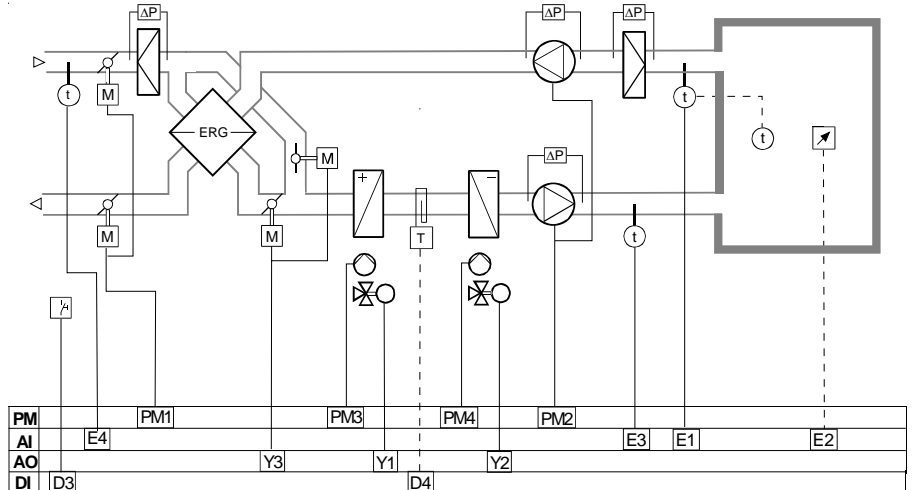 ΔP ΔP ΔP
t M ERG t
M t
+ − ΔP
M M T t
PM PM1 PM3 PM4 PM2
AI E4 E3 E1 E2
AO Y3 Y1 Y2
DI D3 D4